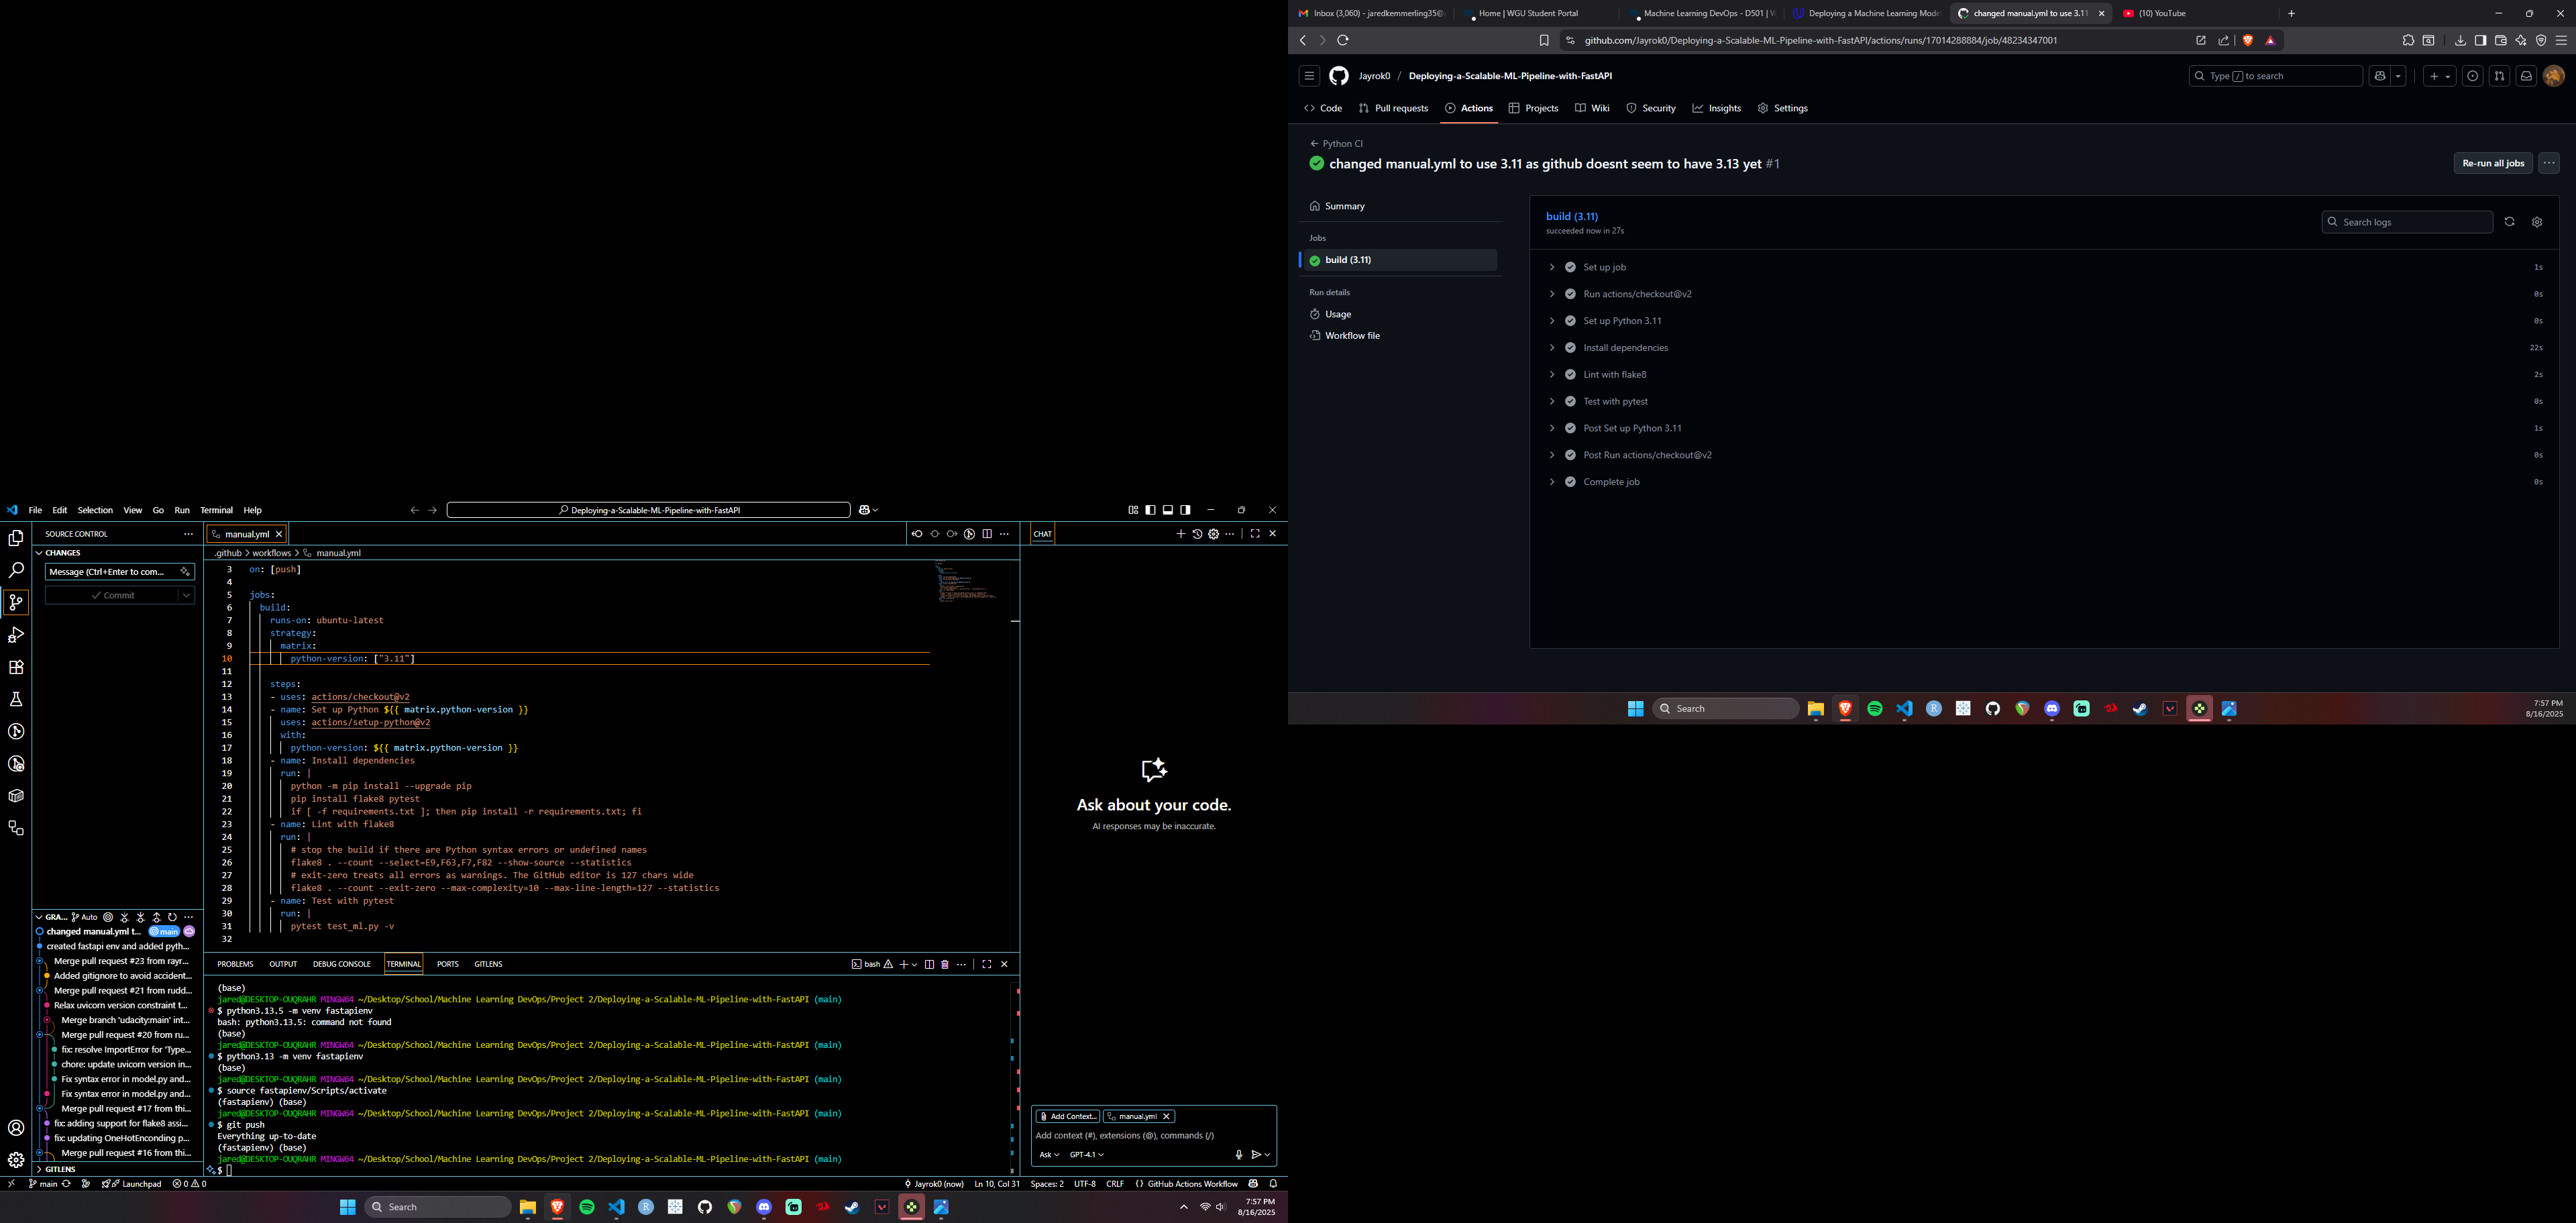 Inbox (3,060) - jaredkemmerling35@
Home | WGU Student Portal
Machine Learning DevOps - D501 | W
Deploying a Machine Learning Mode
changed manual.yml to use 3.11
(10) YouTube
github.com/Jayrok0/Deploying-a-Scalable-ML-Pipeline-with-FastAPI/actions/runs/17014288884/job/48234347001
Jayrok0 / Deploying-a-Scalable-ML-Pipeline-with-FastAPI
Type / to search
Code
Pull requests
Actions
Projects
Wiki
Security
Insights
Settings
Python CI
changed manual.yml to use 3.11 as github doesnt seem to have 3.13 yet #1
Re-run all jobs
Summary
Jobs
build (3.11)
Run details
Usage
Workflow file
build (3.11)
succeeded now in 27s
Search logs
Set up job 1s
Run actions/checkout@v2 0s
Set up Python 3.11 0s
Install dependencies 22s
Lint with flake8 2s
Test with pytest 0s
Post Set up Python 3.11 1s
Post Run actions/checkout@v2 0s
Complete job 0s
Search
7:57 PM
8/16/2025
File Edit Selection View Go Run Terminal Help
Deploying-a-Scalable-ML-Pipeline-with-FastAPI
SOURCE CONTROL
CHANGES
Message (Ctrl+Enter to com...
Commit
manual.yml
.github > workflows > manual.yml
3 on: [push]
4
5 jobs:
6 build:
7 runs-on: ubuntu-latest
8 strategy:
9 matrix:
10 python-version: ["3.11"]
11
12 steps:
13 - uses: actions/checkout@v2
14 - name: Set up Python ${{ matrix.python-version }}
15 uses: actions/setup-python@v2
16 with:
17 python-version: ${{ matrix.python-version }}
18 - name: Install dependencies
19 run: |
20 python -m pip install --upgrade pip
21 pip install flake8 pytest
22 if [ -f requirements.txt ]; then pip install -r requirements.txt; fi
23 - name: Lint with flake8
24 run: |
25 # stop the build if there are Python syntax errors or undefined names
26 flake8 . --count --select=E9,F63,F7,F82 --show-source --statistics
27 # exit-zero treats all errors as warnings. The GitHub editor is 127 chars wide
28 flake8 . --count --exit-zero --max-complexity=10 --max-line-length=127 --statistics
29 - name: Test with pytest
30 run: |
31 pytest test_ml.py -v
32
GRA... Auto
changed manual.yml t... main
created fastapi env and added pyth...
Merge pull request #23 from rayr...
Added gitignore to avoid accident...
Merge pull request #21 from rudd...
Relax uvicorn version constraint t...
Merge branch 'udacity:main' int...
Merge pull request #20 from ru...
fix: resolve ImportError for 'Type...
chore: update uvicorn version in...
Fix syntax error in model.py and...
Fix syntax error in model.py and...
Merge pull request #17 from thi...
fix: adding support for flake8 assi...
fix: updating OneHotEnconding p...
Merge pull request #16 from thi...
GITLENS
PROBLEMS OUTPUT DEBUG CONSOLE TERMINAL PORTS GITLENS
bash
(base)
jared@DESKTOP-OUQRAHR MINGW64 ~/Desktop/School/Machine Learning DevOps/Project 2/Deploying-a-Scalable-ML-Pipeline-with-FastAPI (main)
$ python3.13.5 -m venv fastapienv
bash: python3.13.5: command not found
(base)
jared@DESKTOP-OUQRAHR MINGW64 ~/Desktop/School/Machine Learning DevOps/Project 2/Deploying-a-Scalable-ML-Pipeline-with-FastAPI (main)
$ python3.13 -m venv fastapienv
(base)
jared@DESKTOP-OUQRAHR MINGW64 ~/Desktop/School/Machine Learning DevOps/Project 2/Deploying-a-Scalable-ML-Pipeline-with-FastAPI (main)
$ source fastapienv/Scripts/activate
(fastapienv) (base)
jared@DESKTOP-OUQRAHR MINGW64 ~/Desktop/School/Machine Learning DevOps/Project 2/Deploying-a-Scalable-ML-Pipeline-with-FastAPI (main)
$ git push
Everything up-to-date
(fastapienv) (base)
jared@DESKTOP-OUQRAHR MINGW64 ~/Desktop/School/Machine Learning DevOps/Project 2/Deploying-a-Scalable-ML-Pipeline-with-FastAPI (main)
$
CHAT
Ask about your code.
AI responses may be inaccurate.
Add Context... manual.yml
Add context (#), extensions (@), commands (/)
Ask GPT-4.1
main Launchpad 0 0
Jayrok0 (now) Ln 10, Col 31 Spaces: 2 UTF-8 CRLF {} GitHub Actions Workflow
Search
7:57 PM
8/16/2025